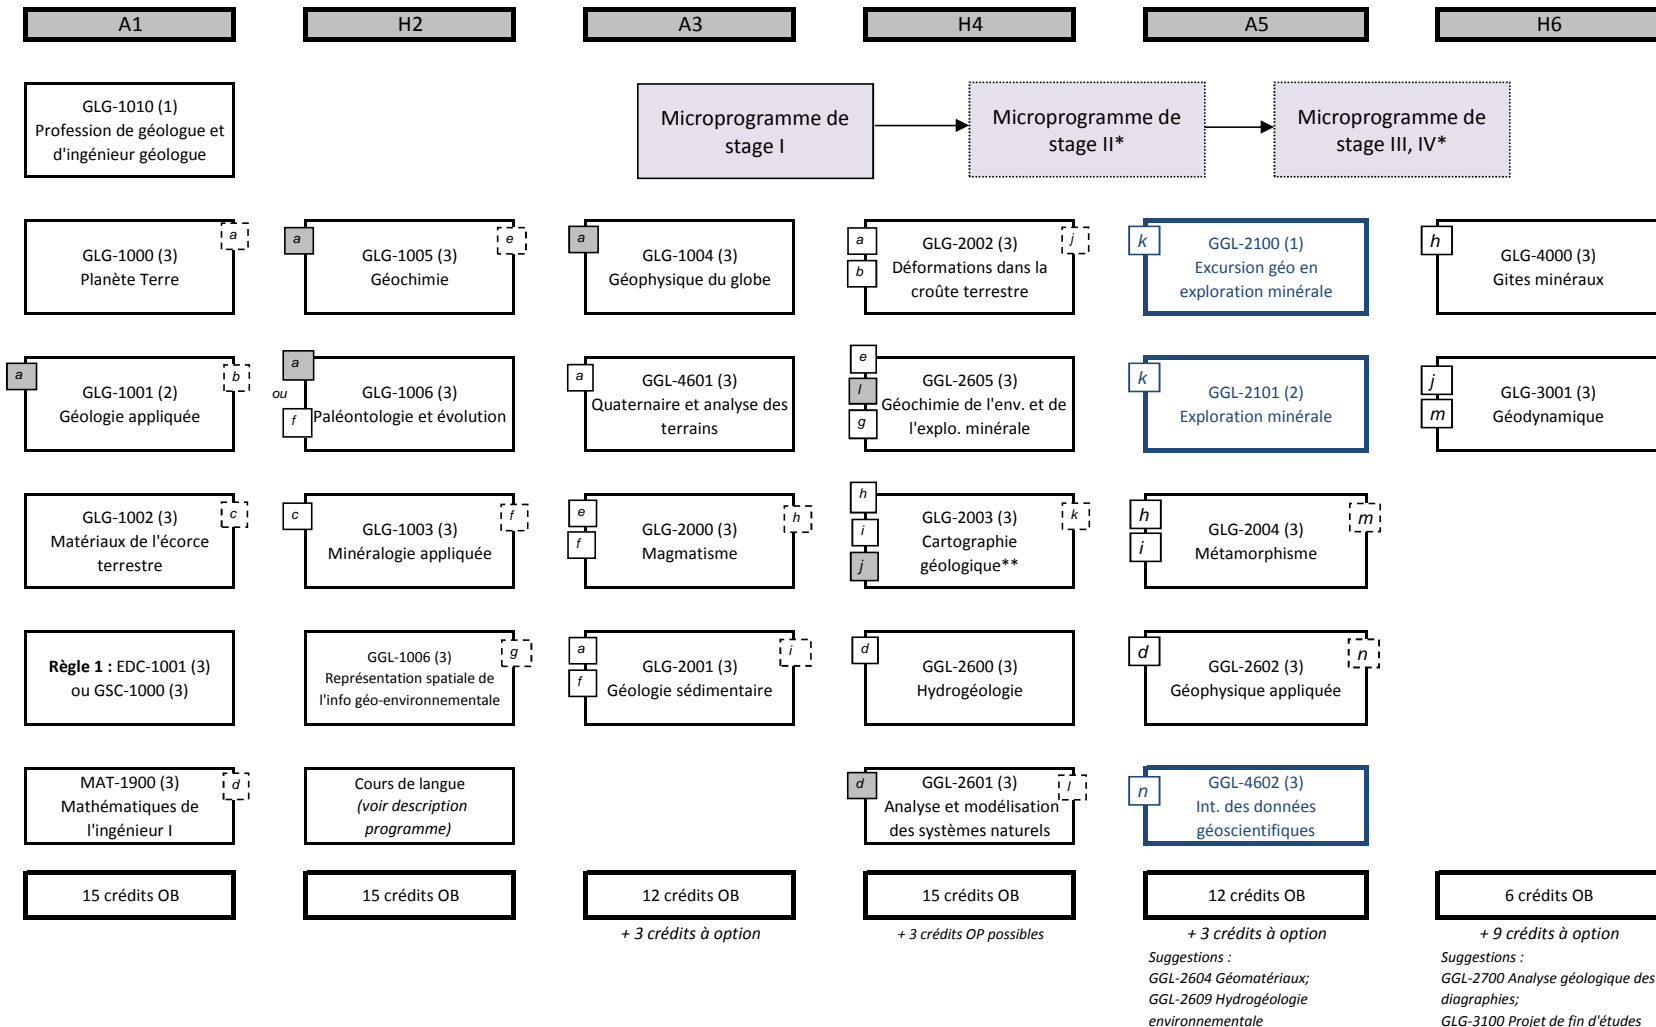 A1
H2
A3
H4
A5
H6
GLG-1010 (1)
Profession de géologue et
d'ingénieur géologue
Microprogramme de
stage I
Microprogramme de
stage II*
Microprogramme de
stage III, IV*
a
GLG-1000 (3)
Planète Terre
a
e
GLG-1005 (3)
Géochimie
a
GLG-1004 (3)
Géophysique du globe
a
b
j
GLG-2002 (3)
Déformations dans la
croûte terrestre
k
GGL-2100 (1)
Excursion géo en
exploration minérale
h
GLG-4000 (3)
Gites minéraux
a
b
GLG-1001 (2)
Géologie appliquée
a
ou
f
GLG-1006 (3)
Paléontologie et évolution
a
GGL-4601 (3)
Quaternaire et analyse des
terrains
e
l
g
GGL-2605 (3)
Géochimie de l'env. et de
l'explo. minérale
k
GGL-2101 (2)
Exploration minérale
j
m
GLG-3001 (3)
Géodynamique
c
GLG-1002 (3)
Matériaux de l'écorce
terrestre
c
f
GLG-1003 (3)
Minéralogie appliquée
e
f
h
GLG-2000 (3)
Magmatisme
h
i
j
k
GLG-2003 (3)
Cartographie
géologique**
h
i
m
GLG-2004 (3)
Métamorphisme
Règle 1 : EDC-1001 (3)
ou GSC-1000 (3)
g
GGL-1006 (3)
Représentation spatiale de
l'info géo-environnementale
a
f
i
GLG-2001 (3)
Géologie sédimentaire
d
GGL-2600 (3)
Hydrogéologie
d
n
GGL-2602 (3)
Géophysique appliquée
d
MAT-1900 (3)
Mathématiques de
l'ingénieur I
Cours de langue
(voir description
programme)
d
l
GGL-2601 (3)
Analyse et modélisation
des systèmes naturels
n
GGL-4602 (3)
Int. des données
géoscientifiques
15 crédits OB
15 crédits OB
12 crédits OB
15 crédits OB
12 crédits OB
6 crédits OB
+ 3 crédits à option
+ 3 crédits OP possibles
+ 3 crédits à option
+ 9 crédits à option
Suggestions :
GGL-2604 Géomatériaux;
GGL-2609 Hydrogéologie
environnementale
Suggestions :
GGL-2700 Analyse géologique des
diagraphies;
GLG-3100 Projet de fin d'études